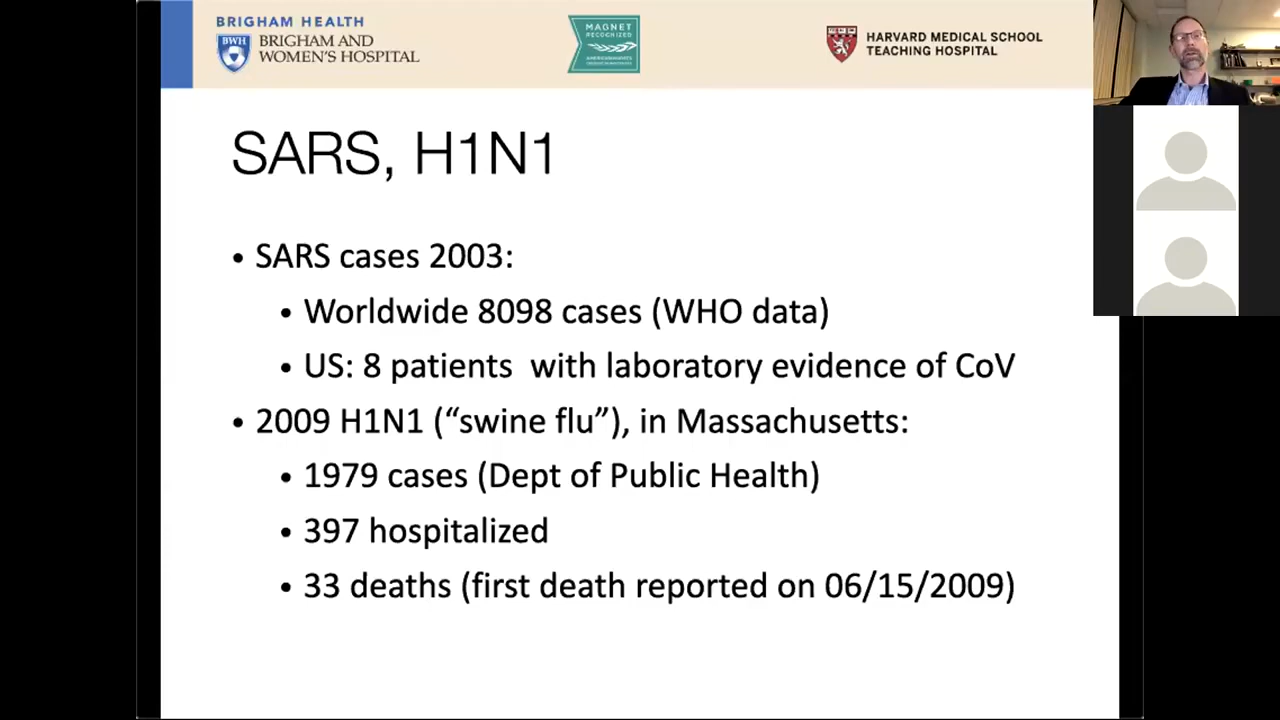 BRIGHAM HEALTH
BWH
BRIGHAM AND
WOMEN'S HOSPITAL
MAGNET
RECOGNIZED
HARVARD MEDICAL SCHOOL
TEACHING HOSPITAL
SARS, H1N1
• SARS cases 2003:
• Worldwide 8098 cases (WHO data)
• US: 8 patients with laboratory evidence of CoV
• 2009 H1N1 (“swine flu”), in Massachusetts:
• 1979 cases (Dept of Public Health)
• 397 hospitalized
• 33 deaths (first death reported on 06/15/2009)